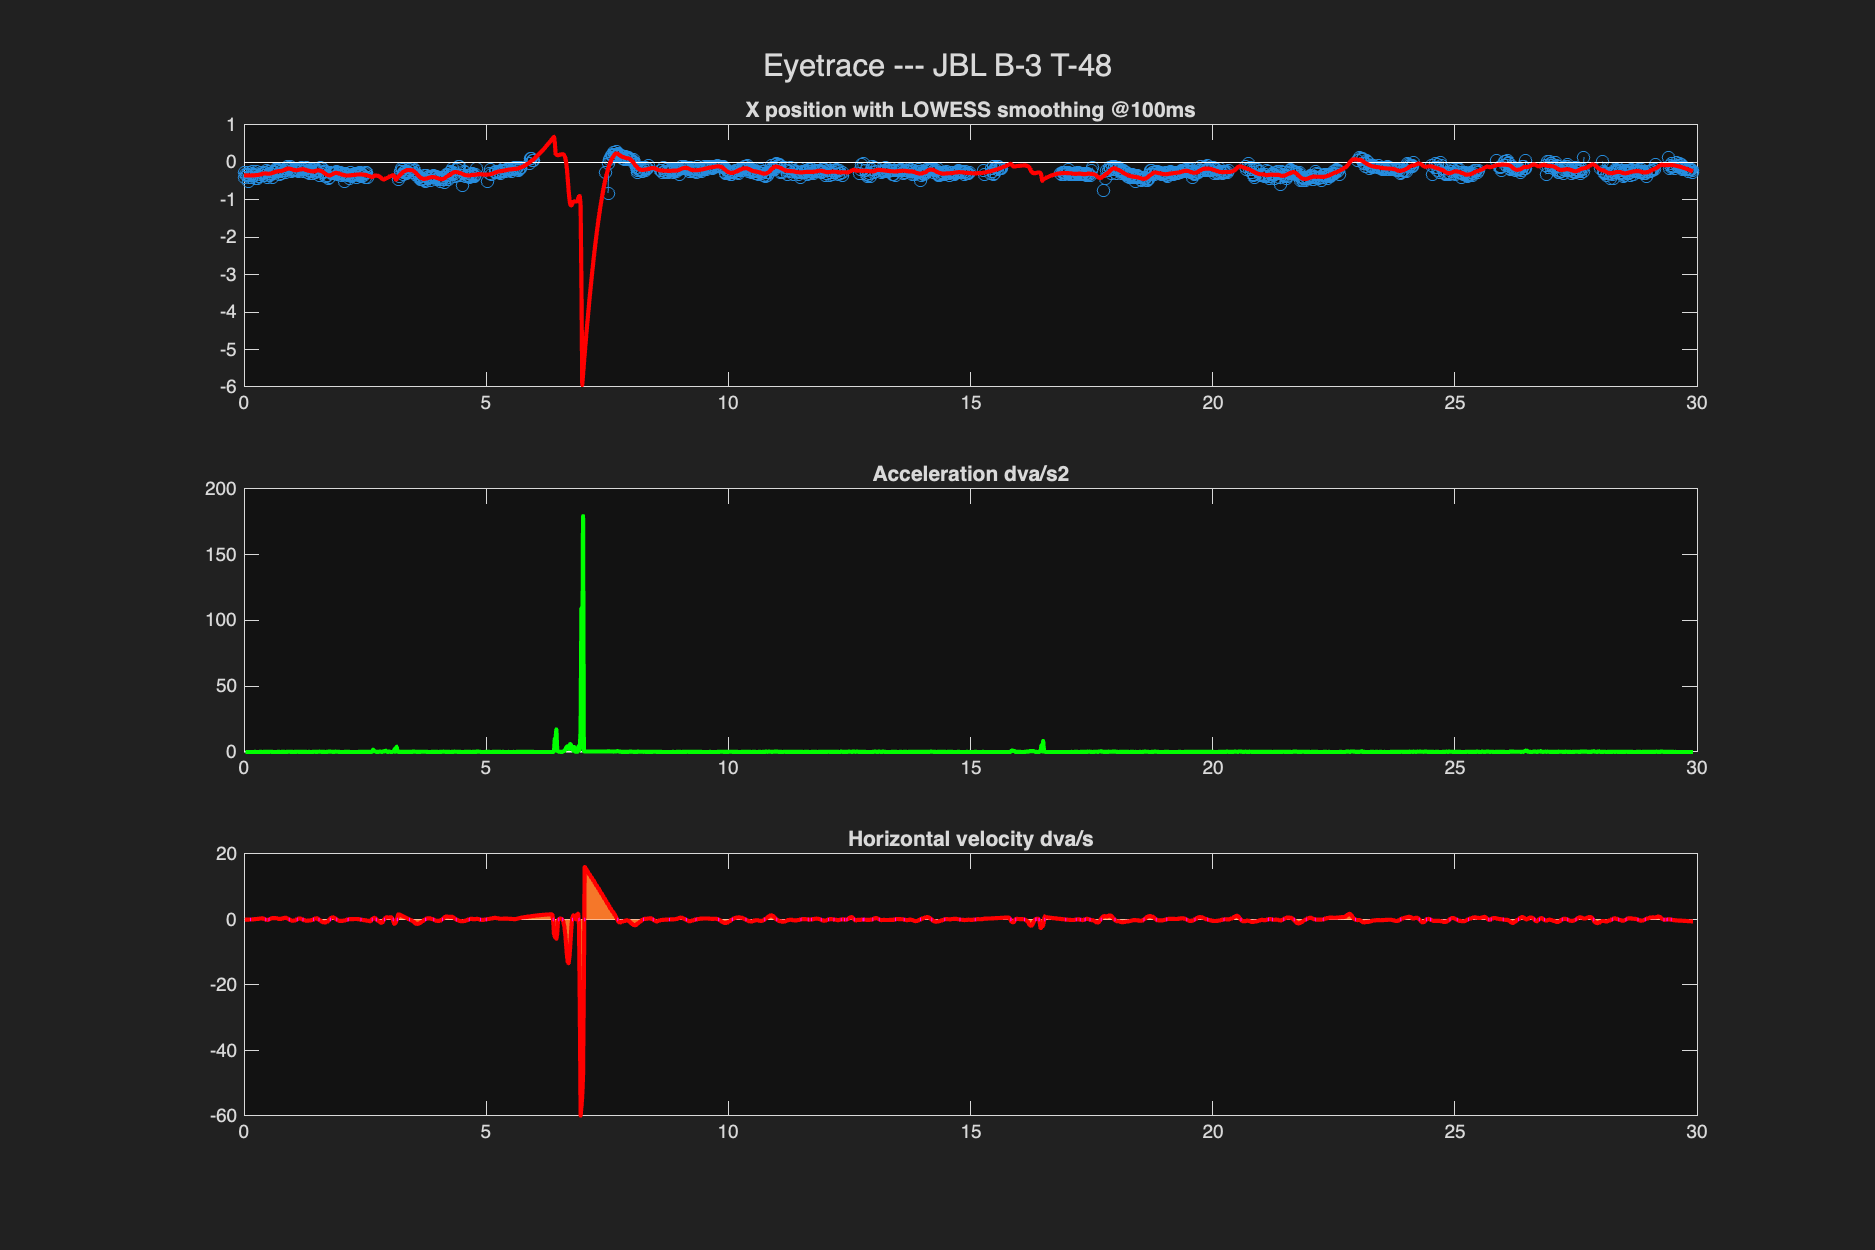 Eyetrace --- JBL B-3 T-48
X position with LOWESS smoothing @100ms
1
0
-1
-2
-3
-4
-5
-6
0 5 10 15 20 25 30
Acceleration dva/s2
200
150
100
50
0
0 5 10 15 20 25 30
Horizontal velocity dva/s
20
0
-20
-40
-60
0 5 10 15 20 25 30